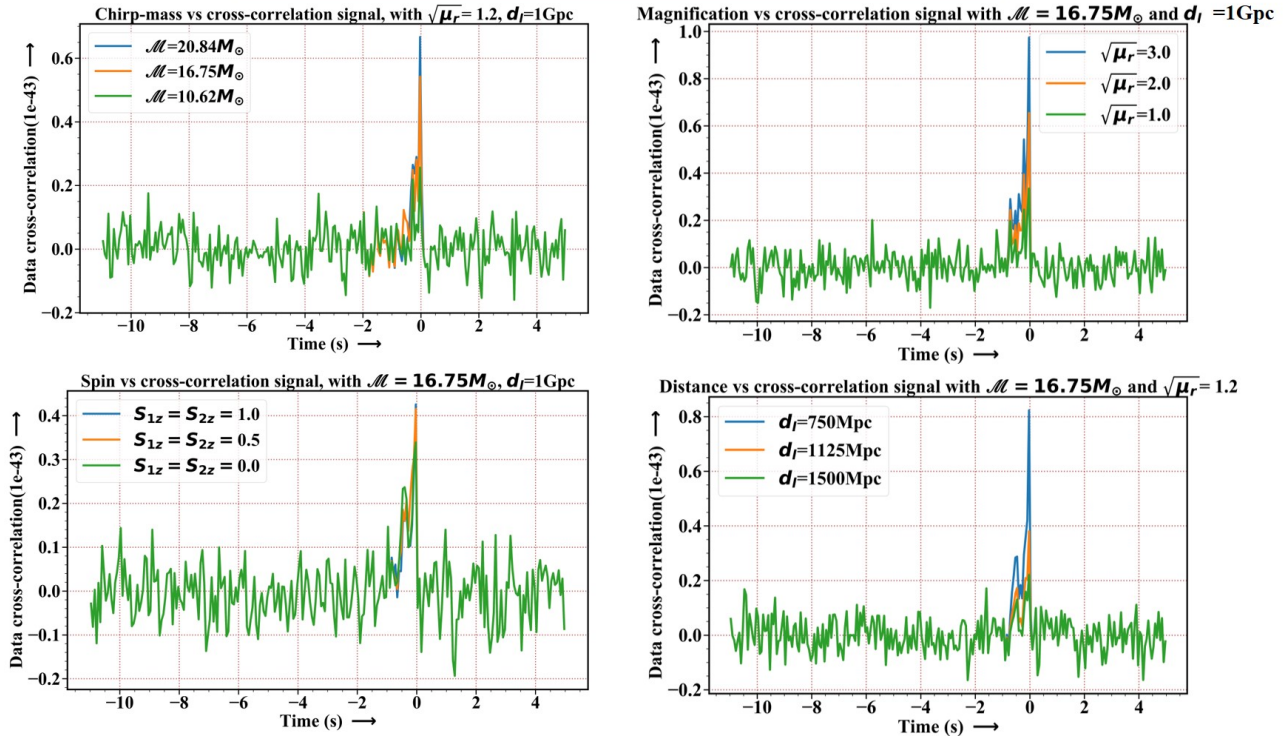 Chirp-mass vs cross-correlation signal, with √μᵣ = 1.2, dₗ=1Gpc
Data cross-correlation(1e-43) ⟶
0.6
0.4
0.2
0.0
−0.2
ℳ=20.84M⊙
ℳ=16.75M⊙
ℳ=10.62M⊙
−10 −8 −6 −4 −2 0 2 4
Time (s) ⟶
Magnification vs cross-correlation signal with ℳ = 16.75M⊙ and dₗ =1Gpc
Data cross-correlation (1e-43) ⟶
1.0
0.8
0.6
0.4
0.2
0.0
−0.2
√μᵣ=3.0
√μᵣ=2.0
√μᵣ=1.0
−10 −8 −6 −4 −2 0 2 4
Time (s) ⟶
Spin vs cross-correlation signal, with ℳ = 16.75M⊙, dₗ=1Gpc
Data cross-correlation(1e-43) ⟶
0.4
0.3
0.2
0.1
0.0
−0.1
−0.2
S₁z = S₂z = 1.0
S₁z = S₂z = 0.5
S₁z = S₂z = 0.0
−10 −8 −6 −4 −2 0 2 4
Time (s) ⟶
Distance vs cross-correlation signal with ℳ = 16.75M⊙ and √μᵣ= 1.2
Data cross-correlation(1e-43) ⟶
0.8
0.6
0.4
0.2
0.0
−0.2
dₗ=750Mpc
dₗ=1125Mpc
dₗ=1500Mpc
−10 −8 −6 −4 −2 0 2 4
Time (s) ⟶